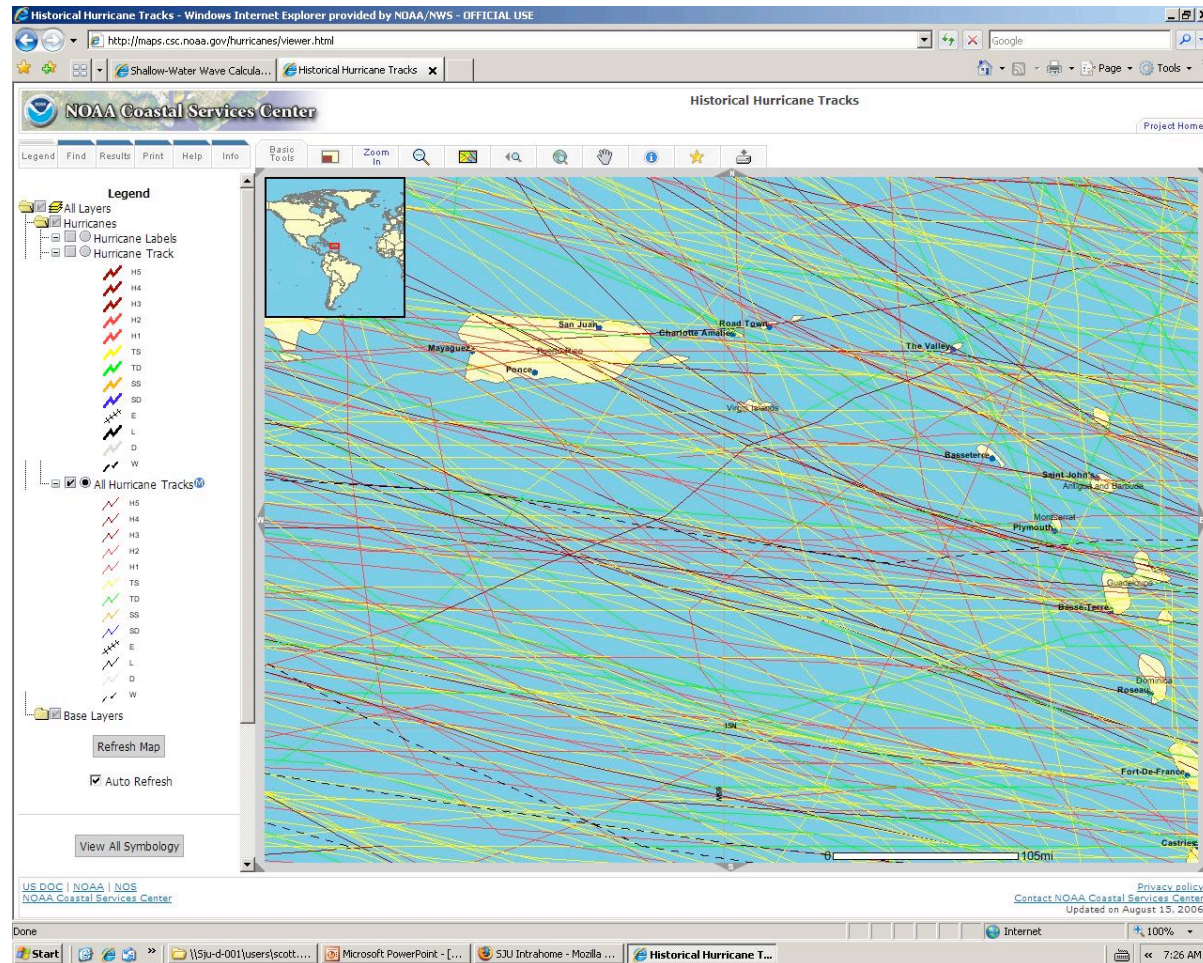 Historical Hurricane Tracks - Windows Internet Explorer provided by NOAA/NWS - OFFICIAL USE
http://maps.csc.noaa.gov/hurricanes/viewer.html
Google
Shallow-Water Wave Calcula...
Historical Hurricane Tracks
Page
Tools
NOAA Coastal Services Center
Historical Hurricane Tracks
Project Home
Legend Find Results Print Help Info
Basic Tools
Zoom In
N
Legend
All Layers
Hurricanes
Hurricane Labels
Hurricane Track
H5
H4
H3
H2
H1
TS
TD
SS
SD
E
L
D
W
All Hurricane Tracks M
H5
H4
H3
H2
H1
TS
TD
SS
SD
E
L
D
W
Base Layers
Refresh Map
Auto Refresh
View All Symbology
San Juan
Road Town
Charlotte Amalie
Mayaguez
Puerto Rico
The Valley
Ponce
Virgin Islands
Basseterre
Saint John's
Antigua and Barbuda
Montserrat
Plymouth
W
Guadeloupe
Basse-Terre
Dominica
Roseau
15N
Fort-De-France
65W
Castries
0 105mi
S
US DOC | NOAA | NOS
NOAA Coastal Services Center
Privacy policy
Contact NOAA Coastal Services Center
Updated on August 15, 2006
Done
Internet
100%
Start
\\Sju-d-001\users\scott....
Microsoft PowerPoint - [...
SJU Intrahome - Mozilla ...
Historical Hurricane T...
7:26 AM